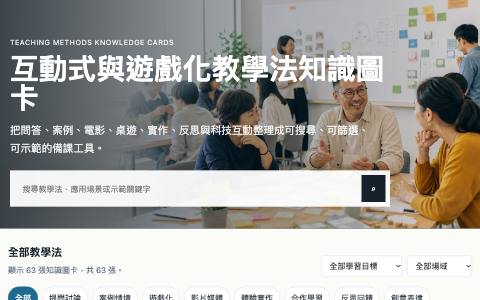 TEACHING METHODS KNOWLEDGE CARDS
互動式與遊戲化教學法知識圖
卡
把問答、案例、電影、桌遊、實作、反思與科技互動整理成可搜尋、可篩選、
可示範的備課工具。
搜尋教學法、應用場景或示範關鍵字
全部教學法
顯示 63 張知識圖卡，共 63 張。
全部學習目標
全部場域
全部
提問討論
案例情境
遊戲化
影片媒體
體驗實作
合作學習
反思回饋
創意表達